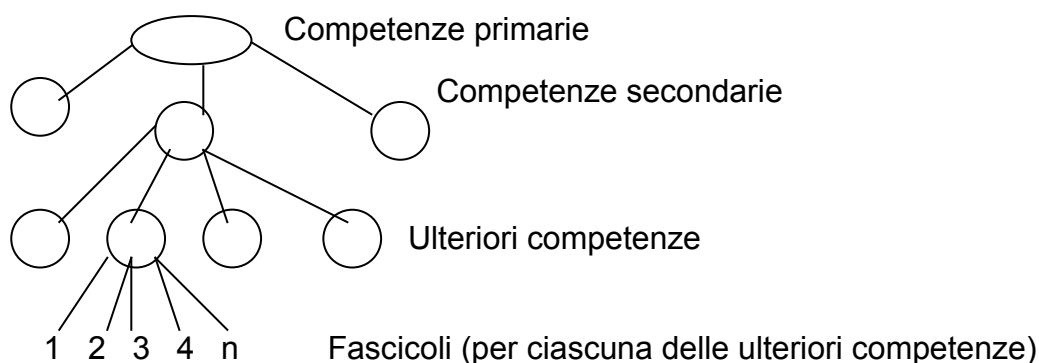 Competenze primarie
Competenze secondarie
Ulteriori competenze
1 2 3 4 n Fascicoli (per ciascuna delle ulteriori competenze)